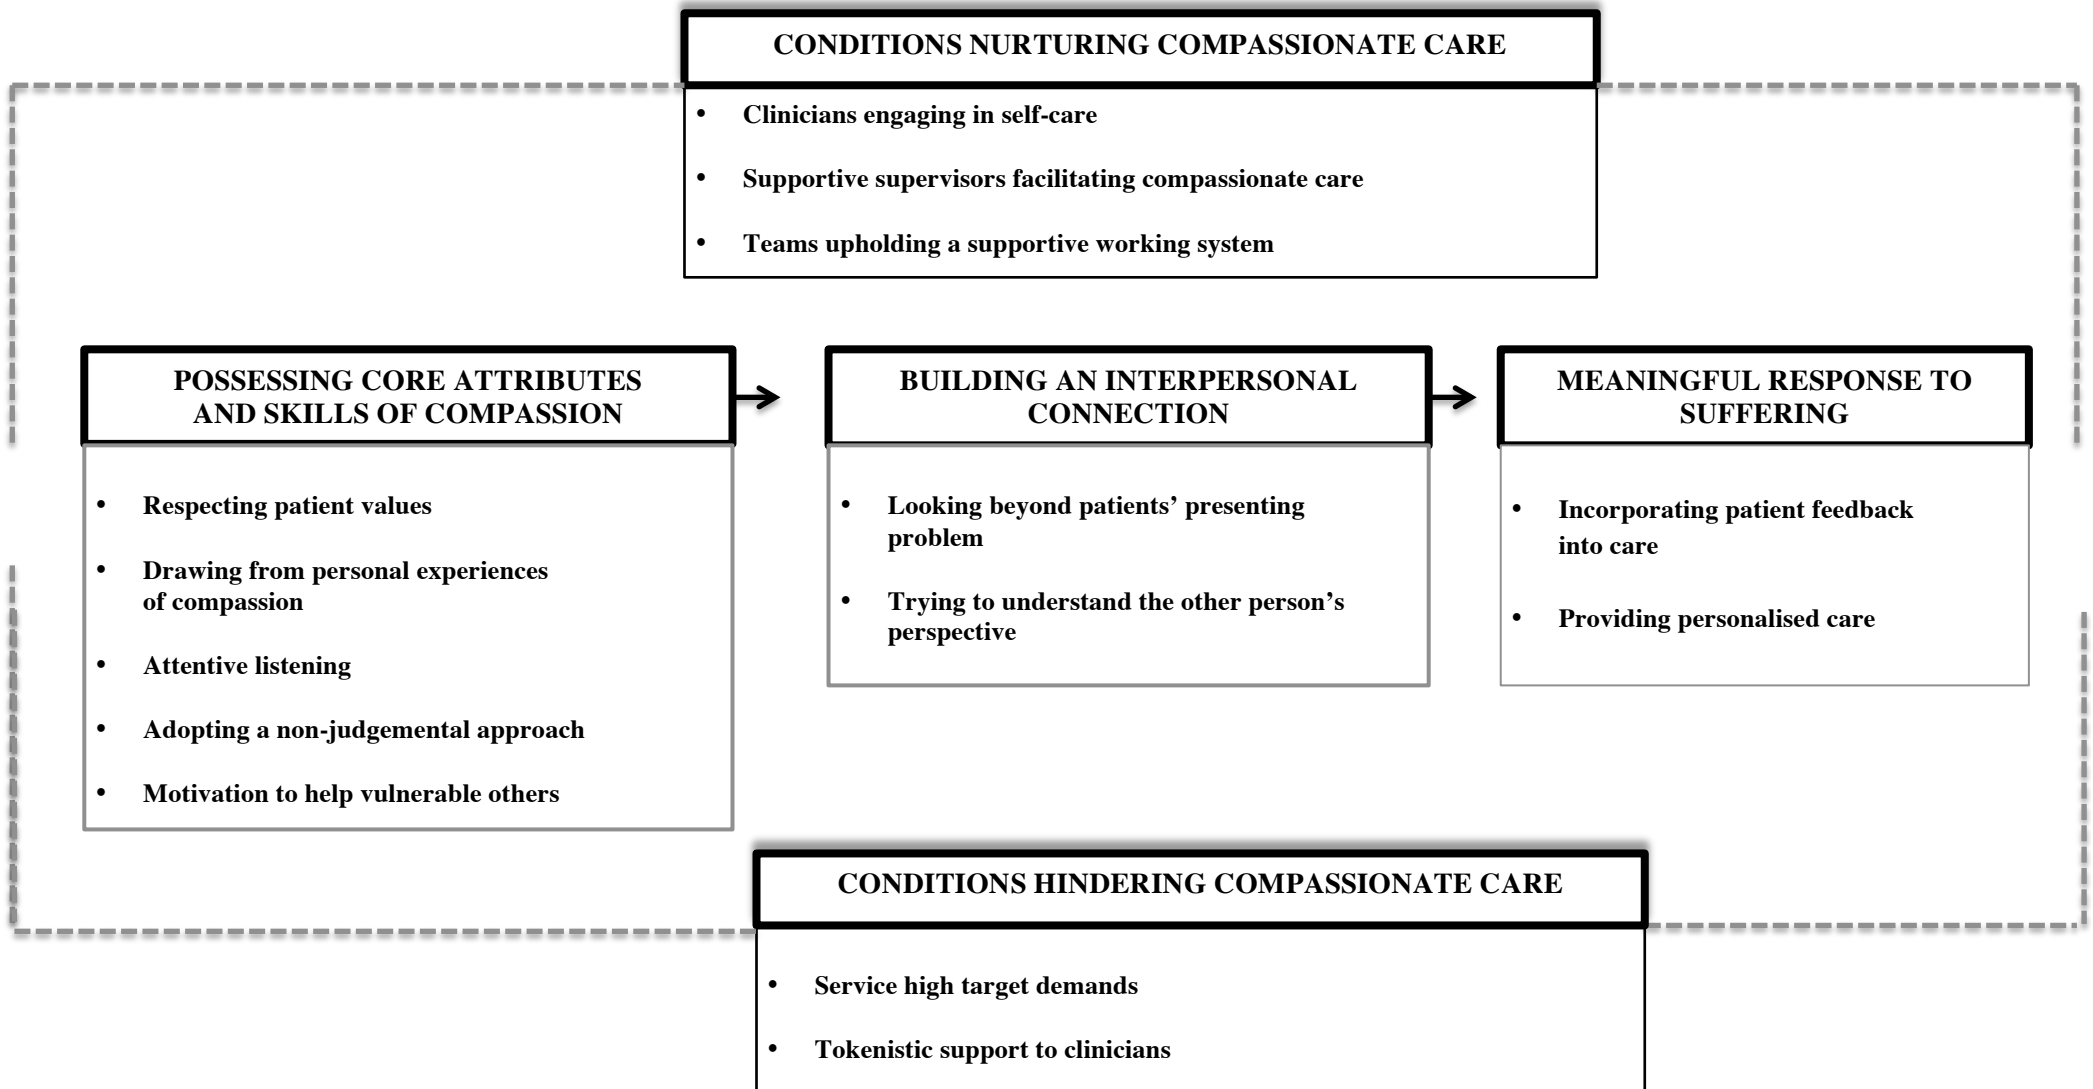 CONDITIONS NURTURING COMPASSIONATE CARE
• Clinicians engaging in self-care
• Supportive supervisors facilitating compassionate care
• Teams upholding a supportive working system
POSSESSING CORE ATTRIBUTES
AND SKILLS OF COMPASSION
• Respecting patient values
• Drawing from personal experiences
of compassion
• Attentive listening
• Adopting a non-judgemental approach
• Motivation to help vulnerable others
BUILDING AN INTERPERSONAL
CONNECTION
• Looking beyond patients’ presenting
problem
• Trying to understand the other person’s
perspective
MEANINGFUL RESPONSE TO
SUFFERING
• Incorporating patient feedback
into care
• Providing personalised care
CONDITIONS HINDERING COMPASSIONATE CARE
• Service high target demands
• Tokenistic support to clinicians